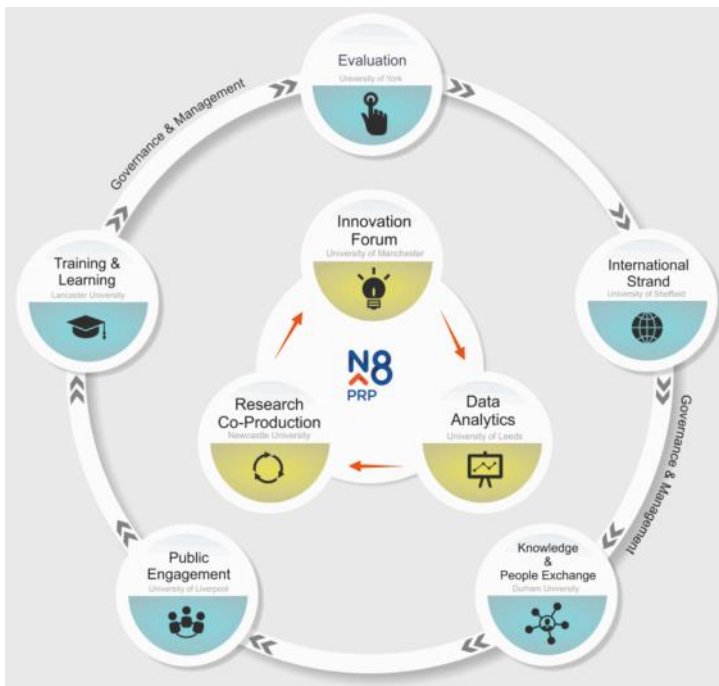 Evaluation
University of York
Governance & Management
Innovation
Forum
University of Manchester
Training &
Learning
Lancaster University
International
Strand
University of Sheffield
N8
PRP
Research
Co-Production
Newcastle University
Data
Analytics
University of Leeds
Governance & Management
Public
Engagement
University of Liverpool
Knowledge
&
People Exchange
Durham University